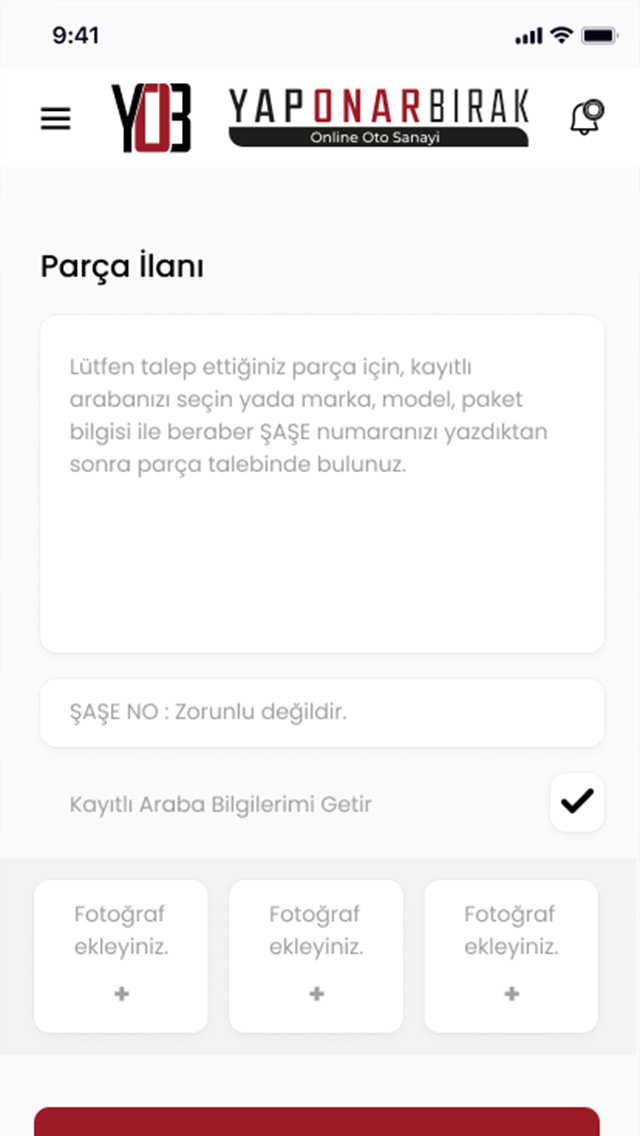 9:41
YOB
YAPONARBIRAK
Online Oto Sanayi
Parça İlanı
Lütfen talep ettiğiniz parça için, kayıtlı
arabanızı seçin yada marka, model, paket
bilgisi ile beraber ŞAŞE numaranızı yazdıktan
sonra parça talebinde bulunuz.
ŞAŞE NO : Zorunlu değildir.
Kayıtlı Araba Bilgilerimi Getir
Fotoğraf
ekleyiniz.
+
Fotoğraf
ekleyiniz.
+
Fotoğraf
ekleyiniz.
+